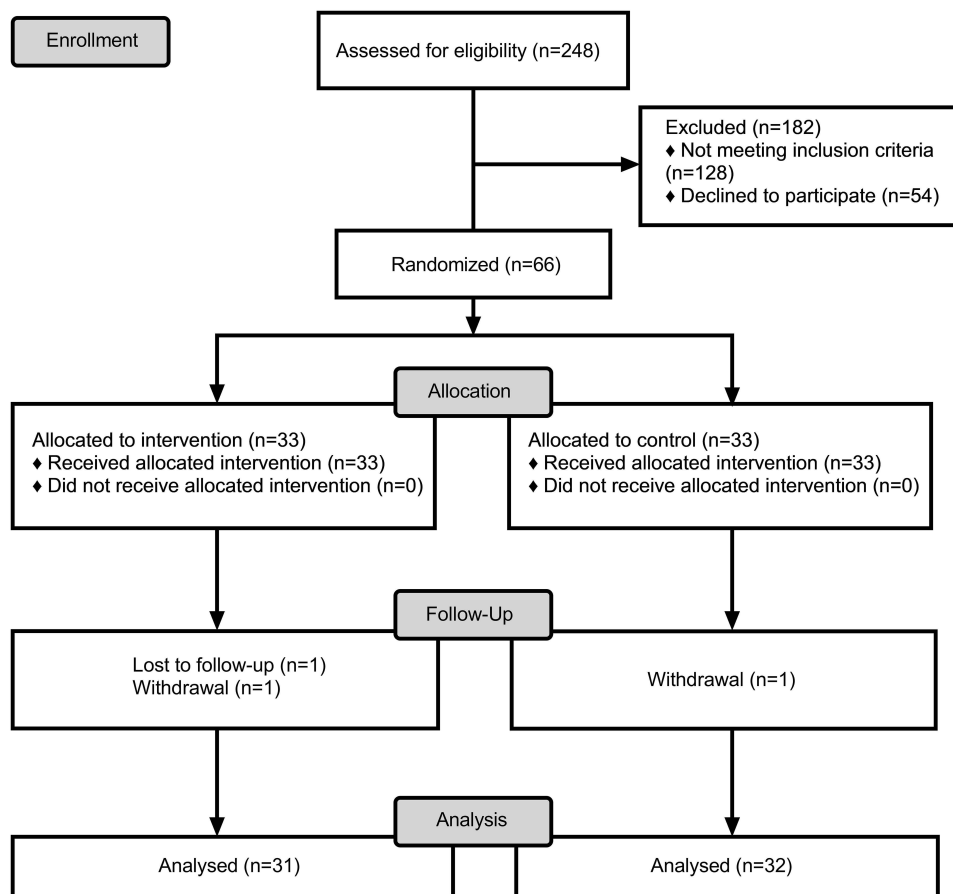 Enrollment
Assessed for eligibility (n=248)
Excluded (n=182)
♦ Not meeting inclusion criteria
(n=128)
♦ Declined to participate (n=54)
Randomized (n=66)
Allocation
Allocated to intervention (n=33)
♦ Received allocated intervention (n=33)
♦ Did not receive allocated intervention (n=0)
Allocated to control (n=33)
♦ Received allocated intervention (n=33)
♦ Did not receive allocated intervention (n=0)
Follow-Up
Lost to follow-up (n=1)
Withdrawal (n=1)
Withdrawal (n=1)
Analysis
Analysed (n=31)
Analysed (n=32)